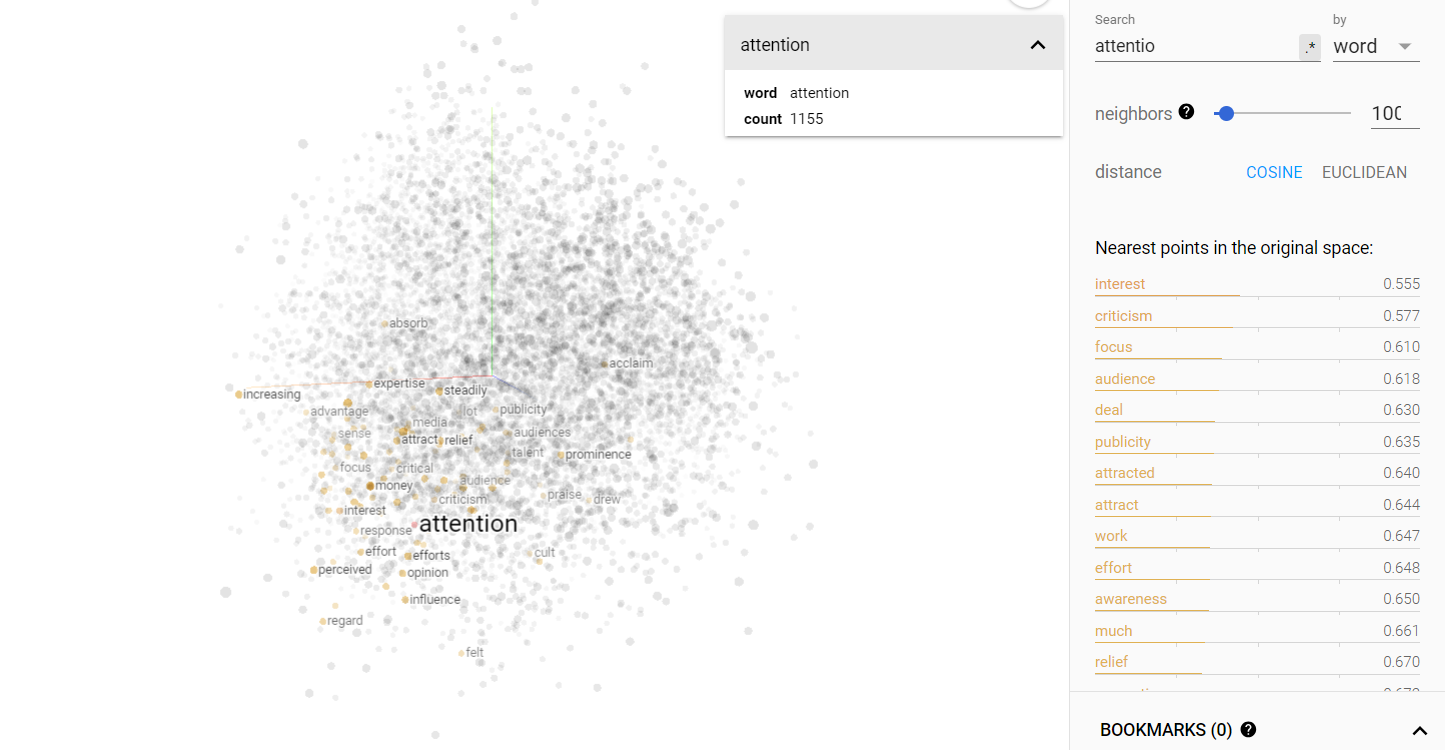 attention
word attention
count 1155
absorb
acclaim
expertise
increasing
steadily
advantage
lot
publicity
media
sense
audiences
attract
relief
talent
prominence
focus
critical
audience
money
criticism
praise
drew
interest
attention
response
effort
efforts
cult
perceived
opinion
influence
regard
felt
Search
by
attentio
.*
word
neighbors ?
100
distance
COSINE
EUCLIDEAN
Nearest points in the original space:
interest 0.555
criticism 0.577
focus 0.610
audience 0.618
deal 0.630
publicity 0.635
attracted 0.640
attract 0.644
work 0.647
effort 0.648
awareness 0.650
much 0.661
relief 0.670
BOOKMARKS (0) ?